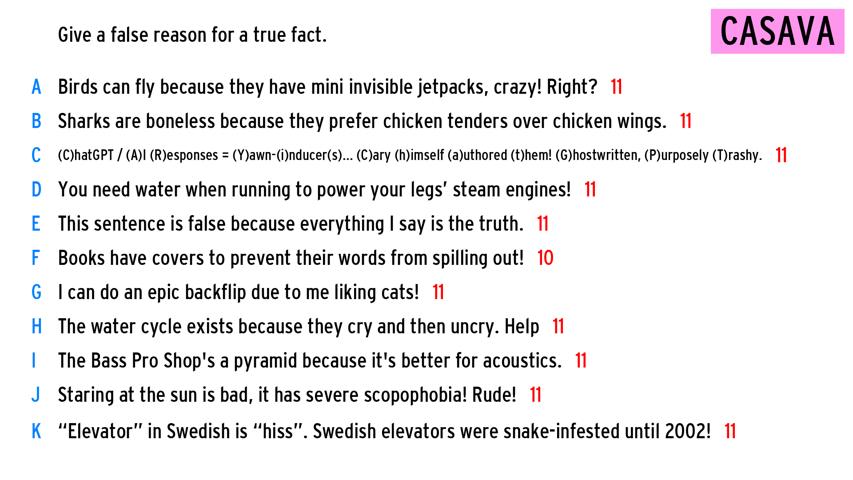 Give a false reason for a true fact.
CASAVA
A Birds can fly because they have mini invisible jetpacks, crazy! Right? 11
B Sharks are boneless because they prefer chicken tenders over chicken wings. 11
C (C)hatGPT / (A)I (R)esponses = (Y)awn-(i)nducer(s)... (C)ary (h)imself (a)uthored (t)hem! (G)hostwritten, (P)urposely (T)rashy. 11
D You need water when running to power your legs' steam engines! 11
E This sentence is false because everything I say is the truth. 11
F Books have covers to prevent their words from spilling out! 10
G I can do an epic backflip due to me liking cats! 11
H The water cycle exists because they cry and then uncry. Help 11
I The Bass Pro Shop's a pyramid because it's better for acoustics. 11
J Staring at the sun is bad, it has severe scopophobia! Rude! 11
K “Elevator” in Swedish is “hiss”. Swedish elevators were snake-infested until 2002! 11